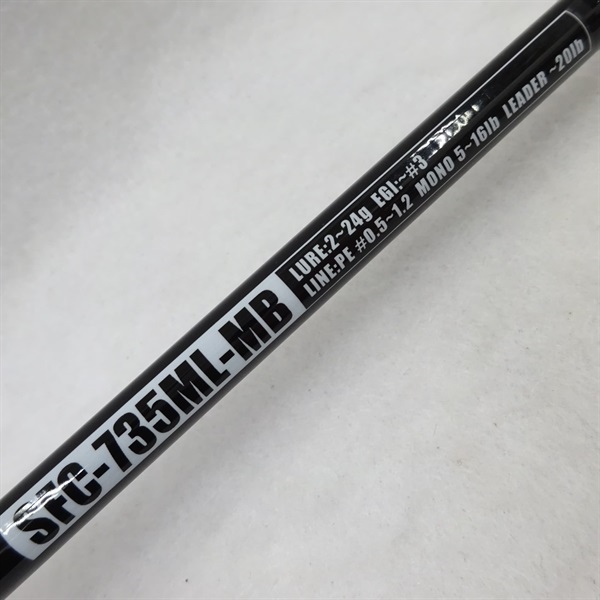 SFC-735ML-MB
LURE:2~24g EGI:~#3
LINE:PE #0.5~1.2 MONO 5~16lb LEADER ~20lb